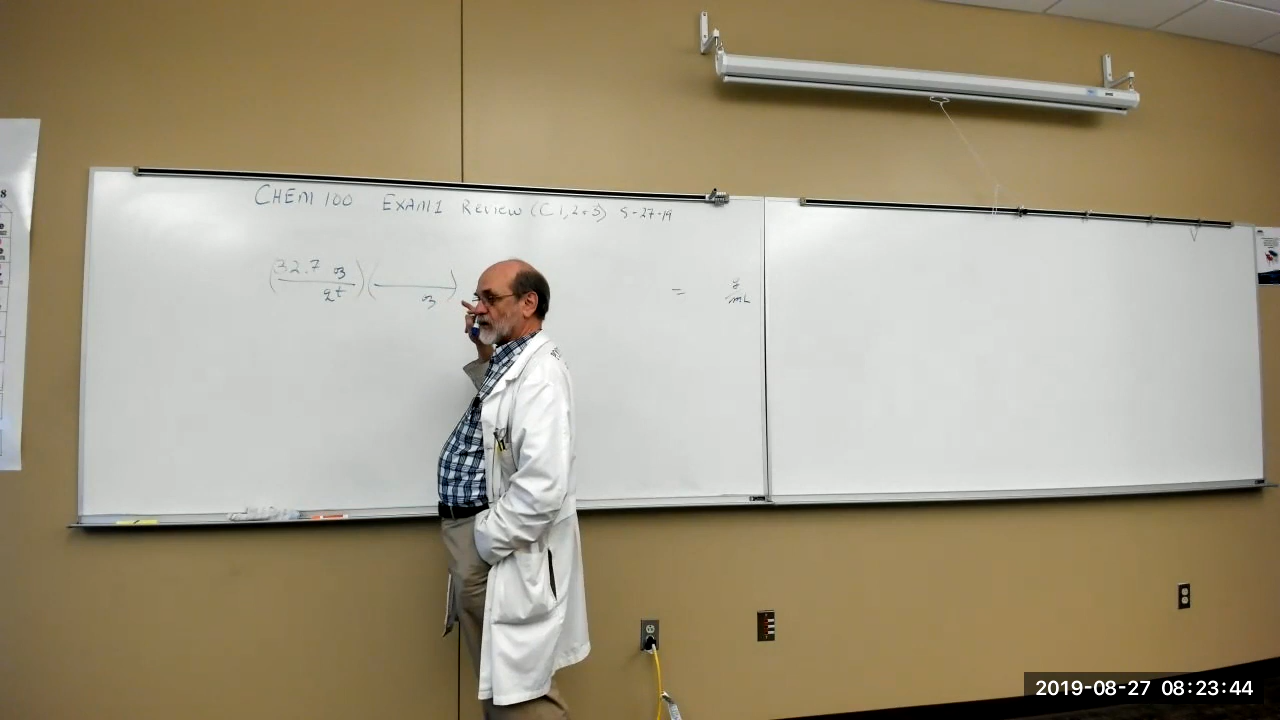 CHEM 100 EXAM 1 Review (C 1, 2 + 3) 8-27-19
(32.7 oz / qt) ( / oz) = g / mL
2019-08-27 08:23:44